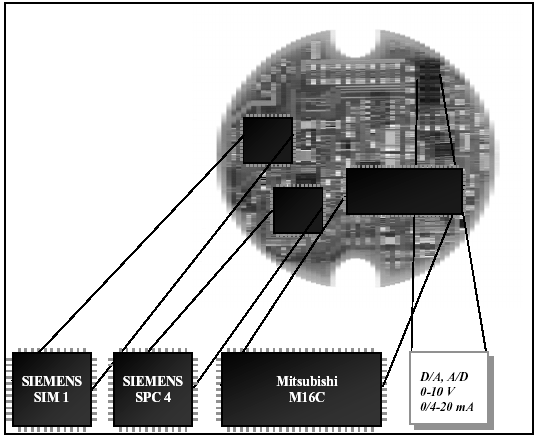 SIEMENS
SIM 1
SIEMENS
SPC 4
Mitsubishi
M16C
D/A, A/D
0-10 V
0/4-20 mA